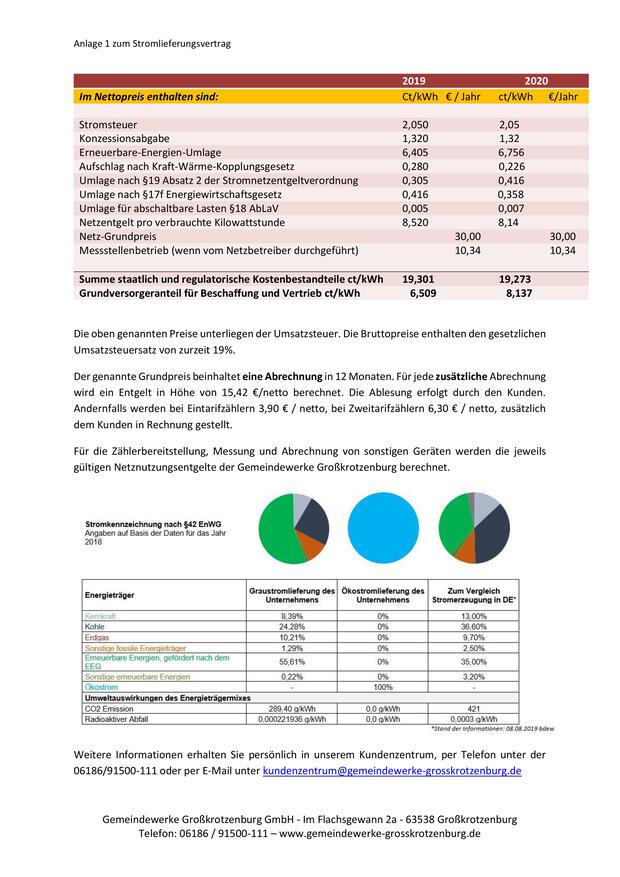 Anlage 1 zum Stromlieferungsvertrag
2019 2020
Im Nettopreis enthalten sind: Ct/kWh € / Jahr ct/kWh €/Jahr
Stromsteuer 2,050 2,05
Konzessionsabgabe 1,320 1,32
Erneuerbare-Energien-Umlage 6,405 6,756
Aufschlag nach Kraft-Wärme-Kopplungsgesetz 0,280 0,226
Umlage nach §19 Absatz 2 der Stromnetzentgeltverordnung 0,305 0,416
Umlage nach §17f Energiewirtschaftsgesetz 0,416 0,358
Umlage für abschaltbare Lasten §18 AbLaV 0,005 0,007
Netzentgelt pro verbrauchte Kilowattstunde 8,520 8,14
Netz-Grundpreis 30,00 30,00
Messstellenbetrieb (wenn vom Netzbetreiber durchgeführt) 10,34 10,34
Summe staatlich und regulatorische Kostenbestandteile ct/kWh 19,301 19,273
Grundversorgeranteil für Beschaffung und Vertrieb ct/kWh 6,509 8,137
Die oben genannten Preise unterliegen der Umsatzsteuer. Die Bruttopreise enthalten den gesetzlichen
Umsatzsteuersatz von zurzeit 19%.
Der genannte Grundpreis beinhaltet eine Abrechnung in 12 Monaten. Für jede zusätzliche Abrechnung
wird ein Entgelt in Höhe von 15,42 €/netto berechnet. Die Ablesung erfolgt durch den Kunden.
Andernfalls werden bei Eintarifzählern 3,90 € / netto, bei Zweitarifzählern 6,30 € / netto, zusätzlich
dem Kunden in Rechnung gestellt.
Für die Zählerbereitstellung, Messung und Abrechnung von sonstigen Geräten werden die jeweils
gültigen Netznutzungsentgelte der Gemeindewerke Großkrotzenburg berechnet.
Stromkennzeichnung nach §42 EnWG
Angaben auf Basis der Daten für das Jahr
2018
Energieträger Graustromlieferung des Unternehmens Ökostromlieferung des Unternehmens Zum Vergleich Stromerzeugung in DE*
Kernkraft 8,39% 0% 13,00%
Kohle 24,28% 0% 36,60%
Erdgas 10,21% 0% 9,70%
Sonstige fossile Energieträger 1,29% 0% 2,50%
Erneuerbare Energien, gefördert nach dem EEG 55,61% 0% 35,00%
Sonstige erneuerbare Energien 0,22% 0% 3,20%
Ökostrom - 100% -
Umweltauswirkungen des Energieträgermixes
CO2 Emission 289,40 g/kWh 0,0 g/kWh 421
Radioaktiver Abfall 0,000221936 g/kWh 0,0 g/kWh 0,0003 g/kWh
*Stand der Informationen: 08.08.2019 bdew
Weitere Informationen erhalten Sie persönlich in unserem Kundenzentrum, per Telefon unter der
06186/91500-111 oder per E-Mail unter kundenzentrum@gemeindewerke-grosskrotzenburg.de
Gemeindewerke Großkrotzenburg GmbH - Im Flachsgewann 2a - 63538 Großkrotzenburg
Telefon: 06186 / 91500-111 – www.gemeindewerke-grosskrotzenburg.de